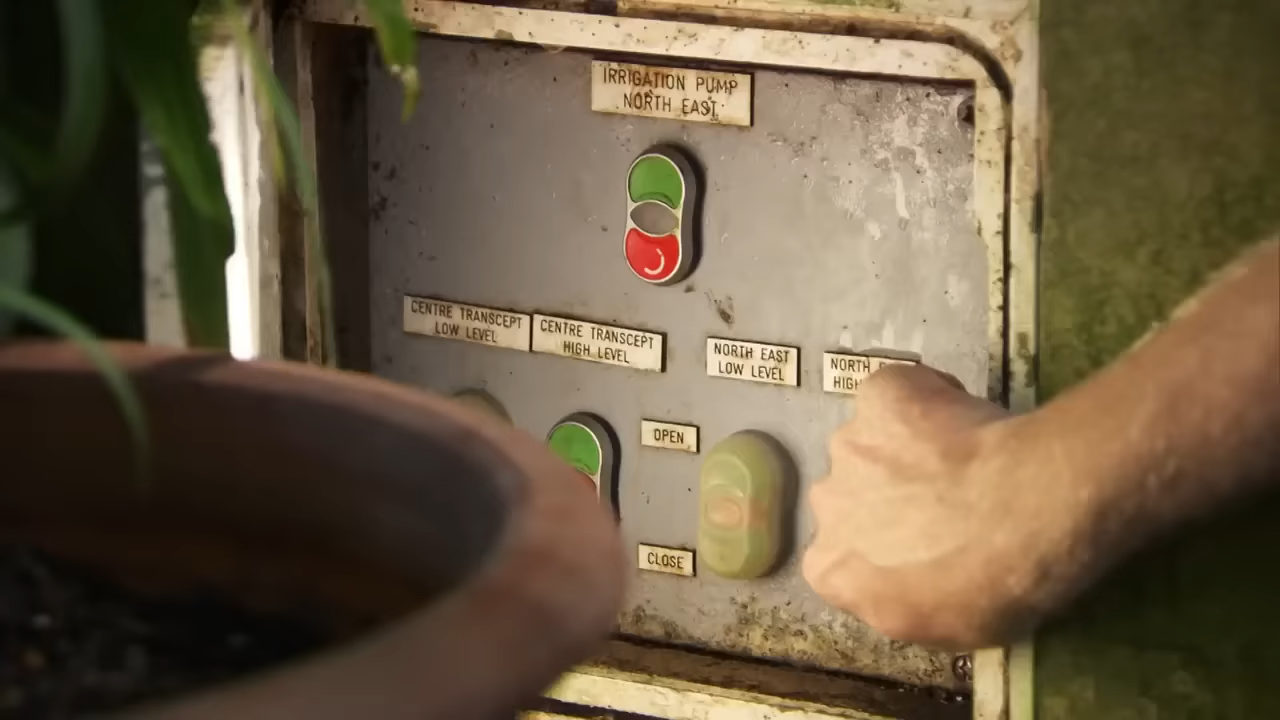 IRRIGATION PUMP
NORTH EAST
CENTRE TRANSCEPT
LOW LEVEL
CENTRE TRANSCEPT
HIGH LEVEL
NORTH EAST
LOW LEVEL
NORTH
HIGH
OPEN
CLOSE